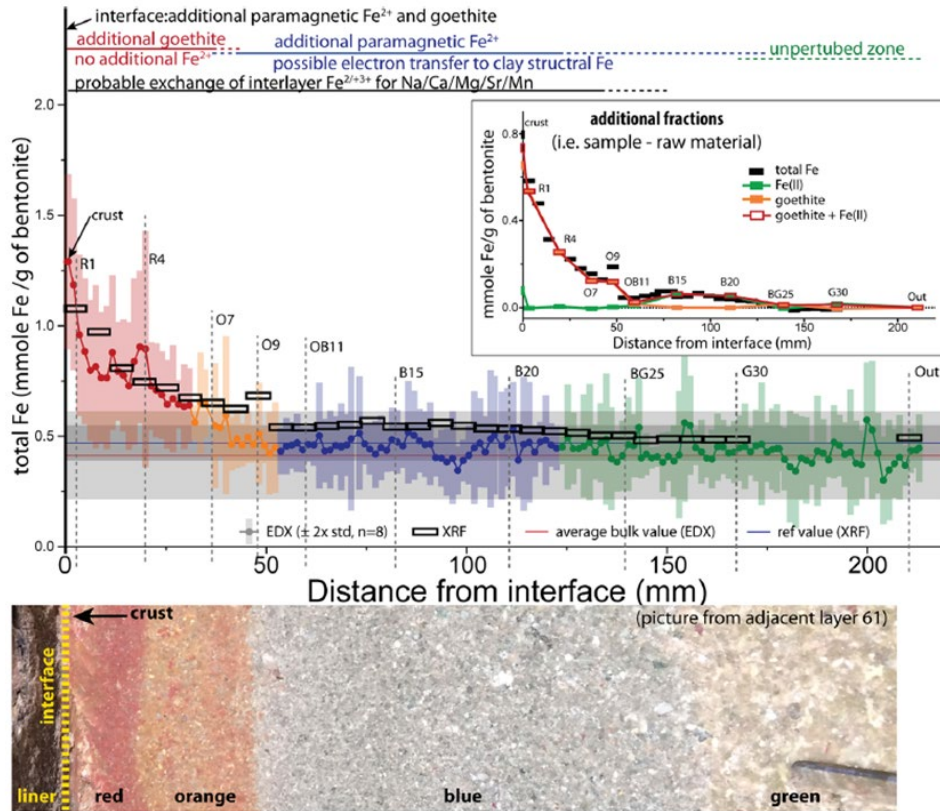 interface:additional paramagnetic Fe²⁺ and goethite
additional goethite
additional paramagnetic Fe²⁺
unpertubed zone
no additional Fe²⁺
possible electron transfer to clay structral Fe
probable exchange of interlayer Fe²/⁺³⁺ for Na/Ca/Mg/Sr/Mn
total Fe (mmole Fe /g of bentonite)
2.0
1.5
1.0
0.5
0.0
crust
R1
R4
O7
O9
OB11
B15
B20
BG25
G30
Out
additional fractions
(i.e. sample - raw material)
mmole Fe/g of bentonite
0.8
0.4
0.0
crust
R1
R4
O7
O9
OB11
B15
B20
BG25
G30
Out
total Fe
Fe(II)
goethite
goethite + Fe(II)
0 50 100 150 200
Distance from interface (mm)
EDX (± 2x std, n=8)
XRF
average bulk value (EDX)
ref value (XRF)
0 50 100 150 200
Distance from interface (mm)
crust
(picture from adjacent layer 61)
interface
liner
red
orange
blue
green